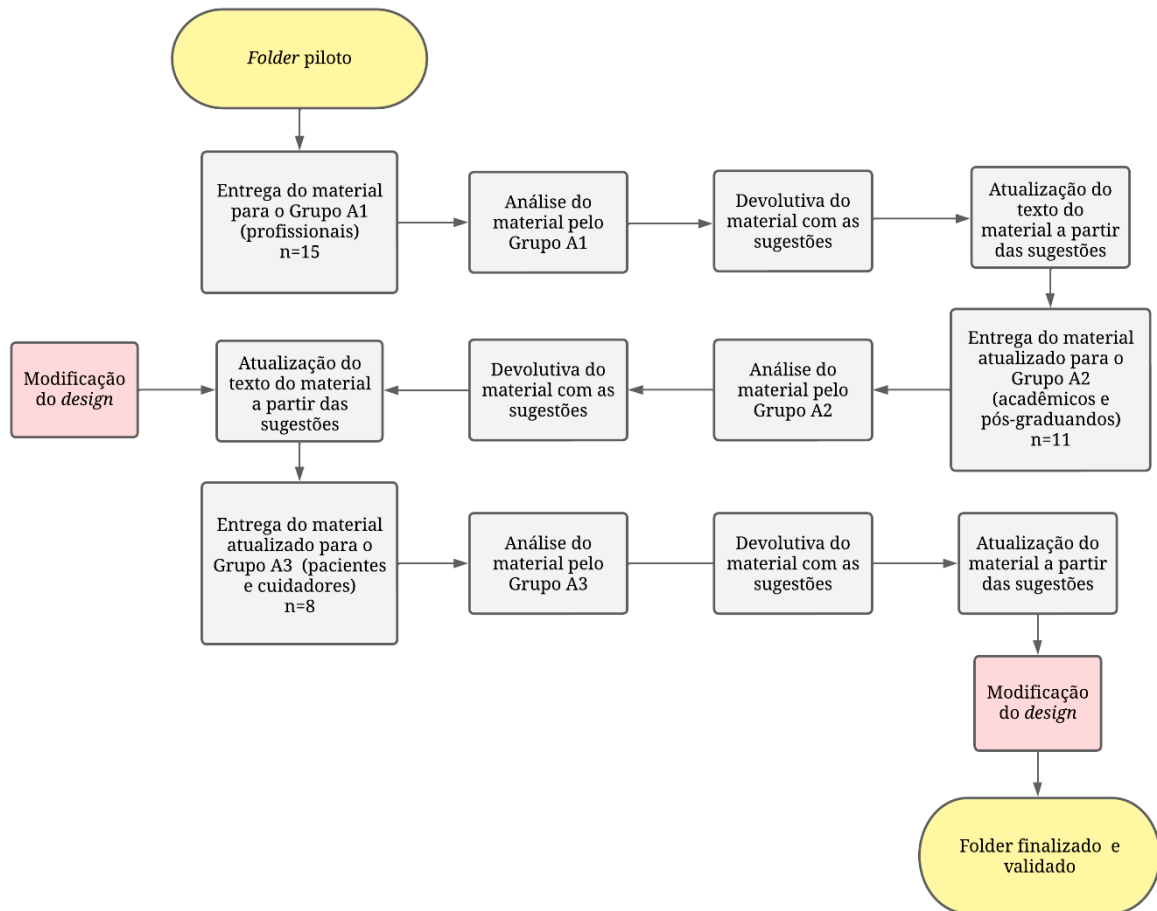 Folder piloto
Entrega do material
para o Grupo A1
(profissionais)
n=15
Análise do
material pelo
Grupo A1
Devolutiva do
material com as
sugestões
Atualização do
texto do
material a partir
das sugestões
Entrega do material
atualizado para o
Grupo A2
(acadêmicos e
pós-graduandos)
n=11
Análise do
material pelo
Grupo A2
Devolutiva do
material com as
sugestões
Atualização do
texto do material
a partir das
sugestões
Modificação
do design
Entrega do material
atualizado para o
Grupo A3 (pacientes
e cuidadores)
n=8
Análise do
material pelo
Grupo A3
Devolutiva do
material com as
sugestões
Atualização do
material a partir
das sugestões
Modificação
do design
Folder finalizado e
validado